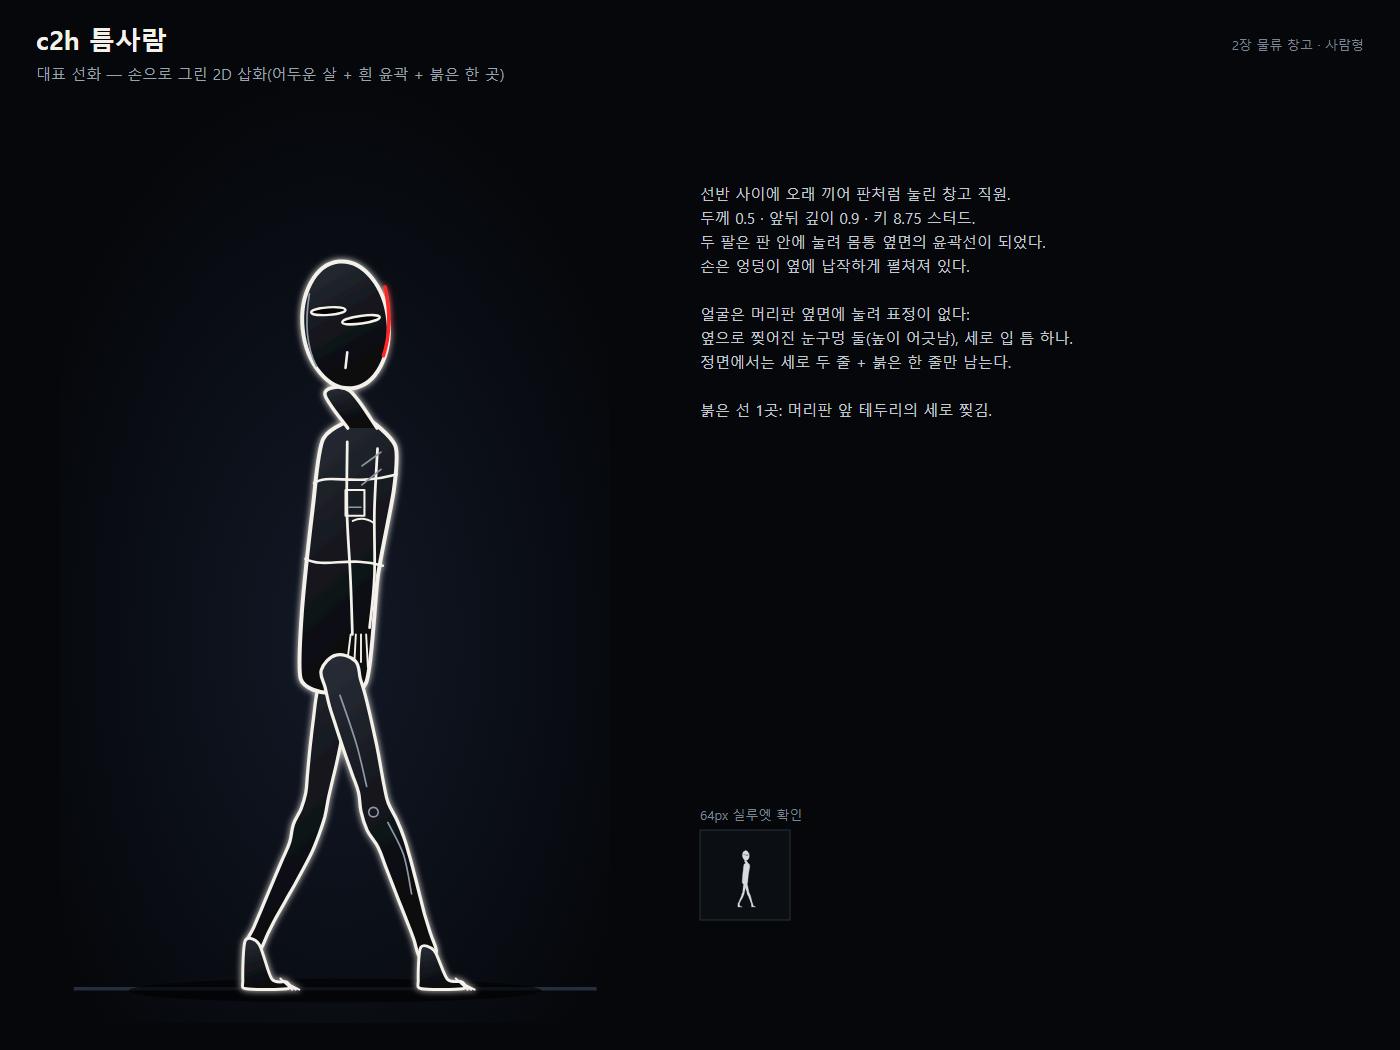 c2h 틈사람
2장 물류 창고 · 사람형
대표 선화 — 손으로 그린 2D 삽화(어두운 살 + 흰 윤곽 + 붉은 한 곳)
선반 사이에 오래 끼어 판처럼 눌린 창고 직원.
두께 0.5 · 앞뒤 깊이 0.9 · 키 8.75 스터드.
두 팔은 판 안에 눌려 몸통 옆면의 윤곽선이 되었다.
손은 엉덩이 옆에 납작하게 펼쳐져 있다.
얼굴은 머리판 옆면에 눌려 표정이 없다:
옆으로 찢어진 눈구멍 둘(높이 어긋남), 세로 입 틈 하나.
정면에서는 세로 두 줄 + 붉은 한 줄만 남는다.
붉은 선 1곳: 머리판 앞 테두리의 세로 찢김.
64px 실루엣 확인